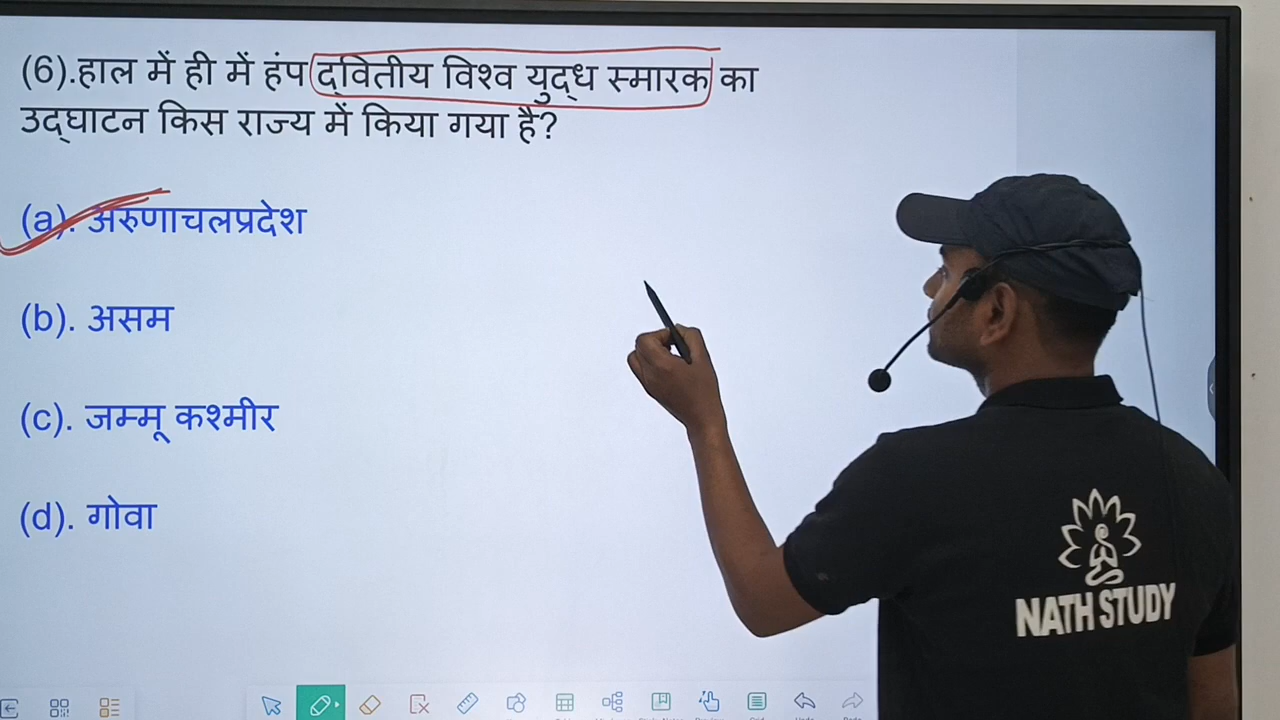 (6).हाल में ही में हंप द्वितीय विश्व युद्ध स्मारक का
उद्घाटन किस राज्य में किया गया है?
(a). अरुणाचलप्रदेश
(b). असम
(c). जम्मू कश्मीर
(d). गोवा
NATH STUDY